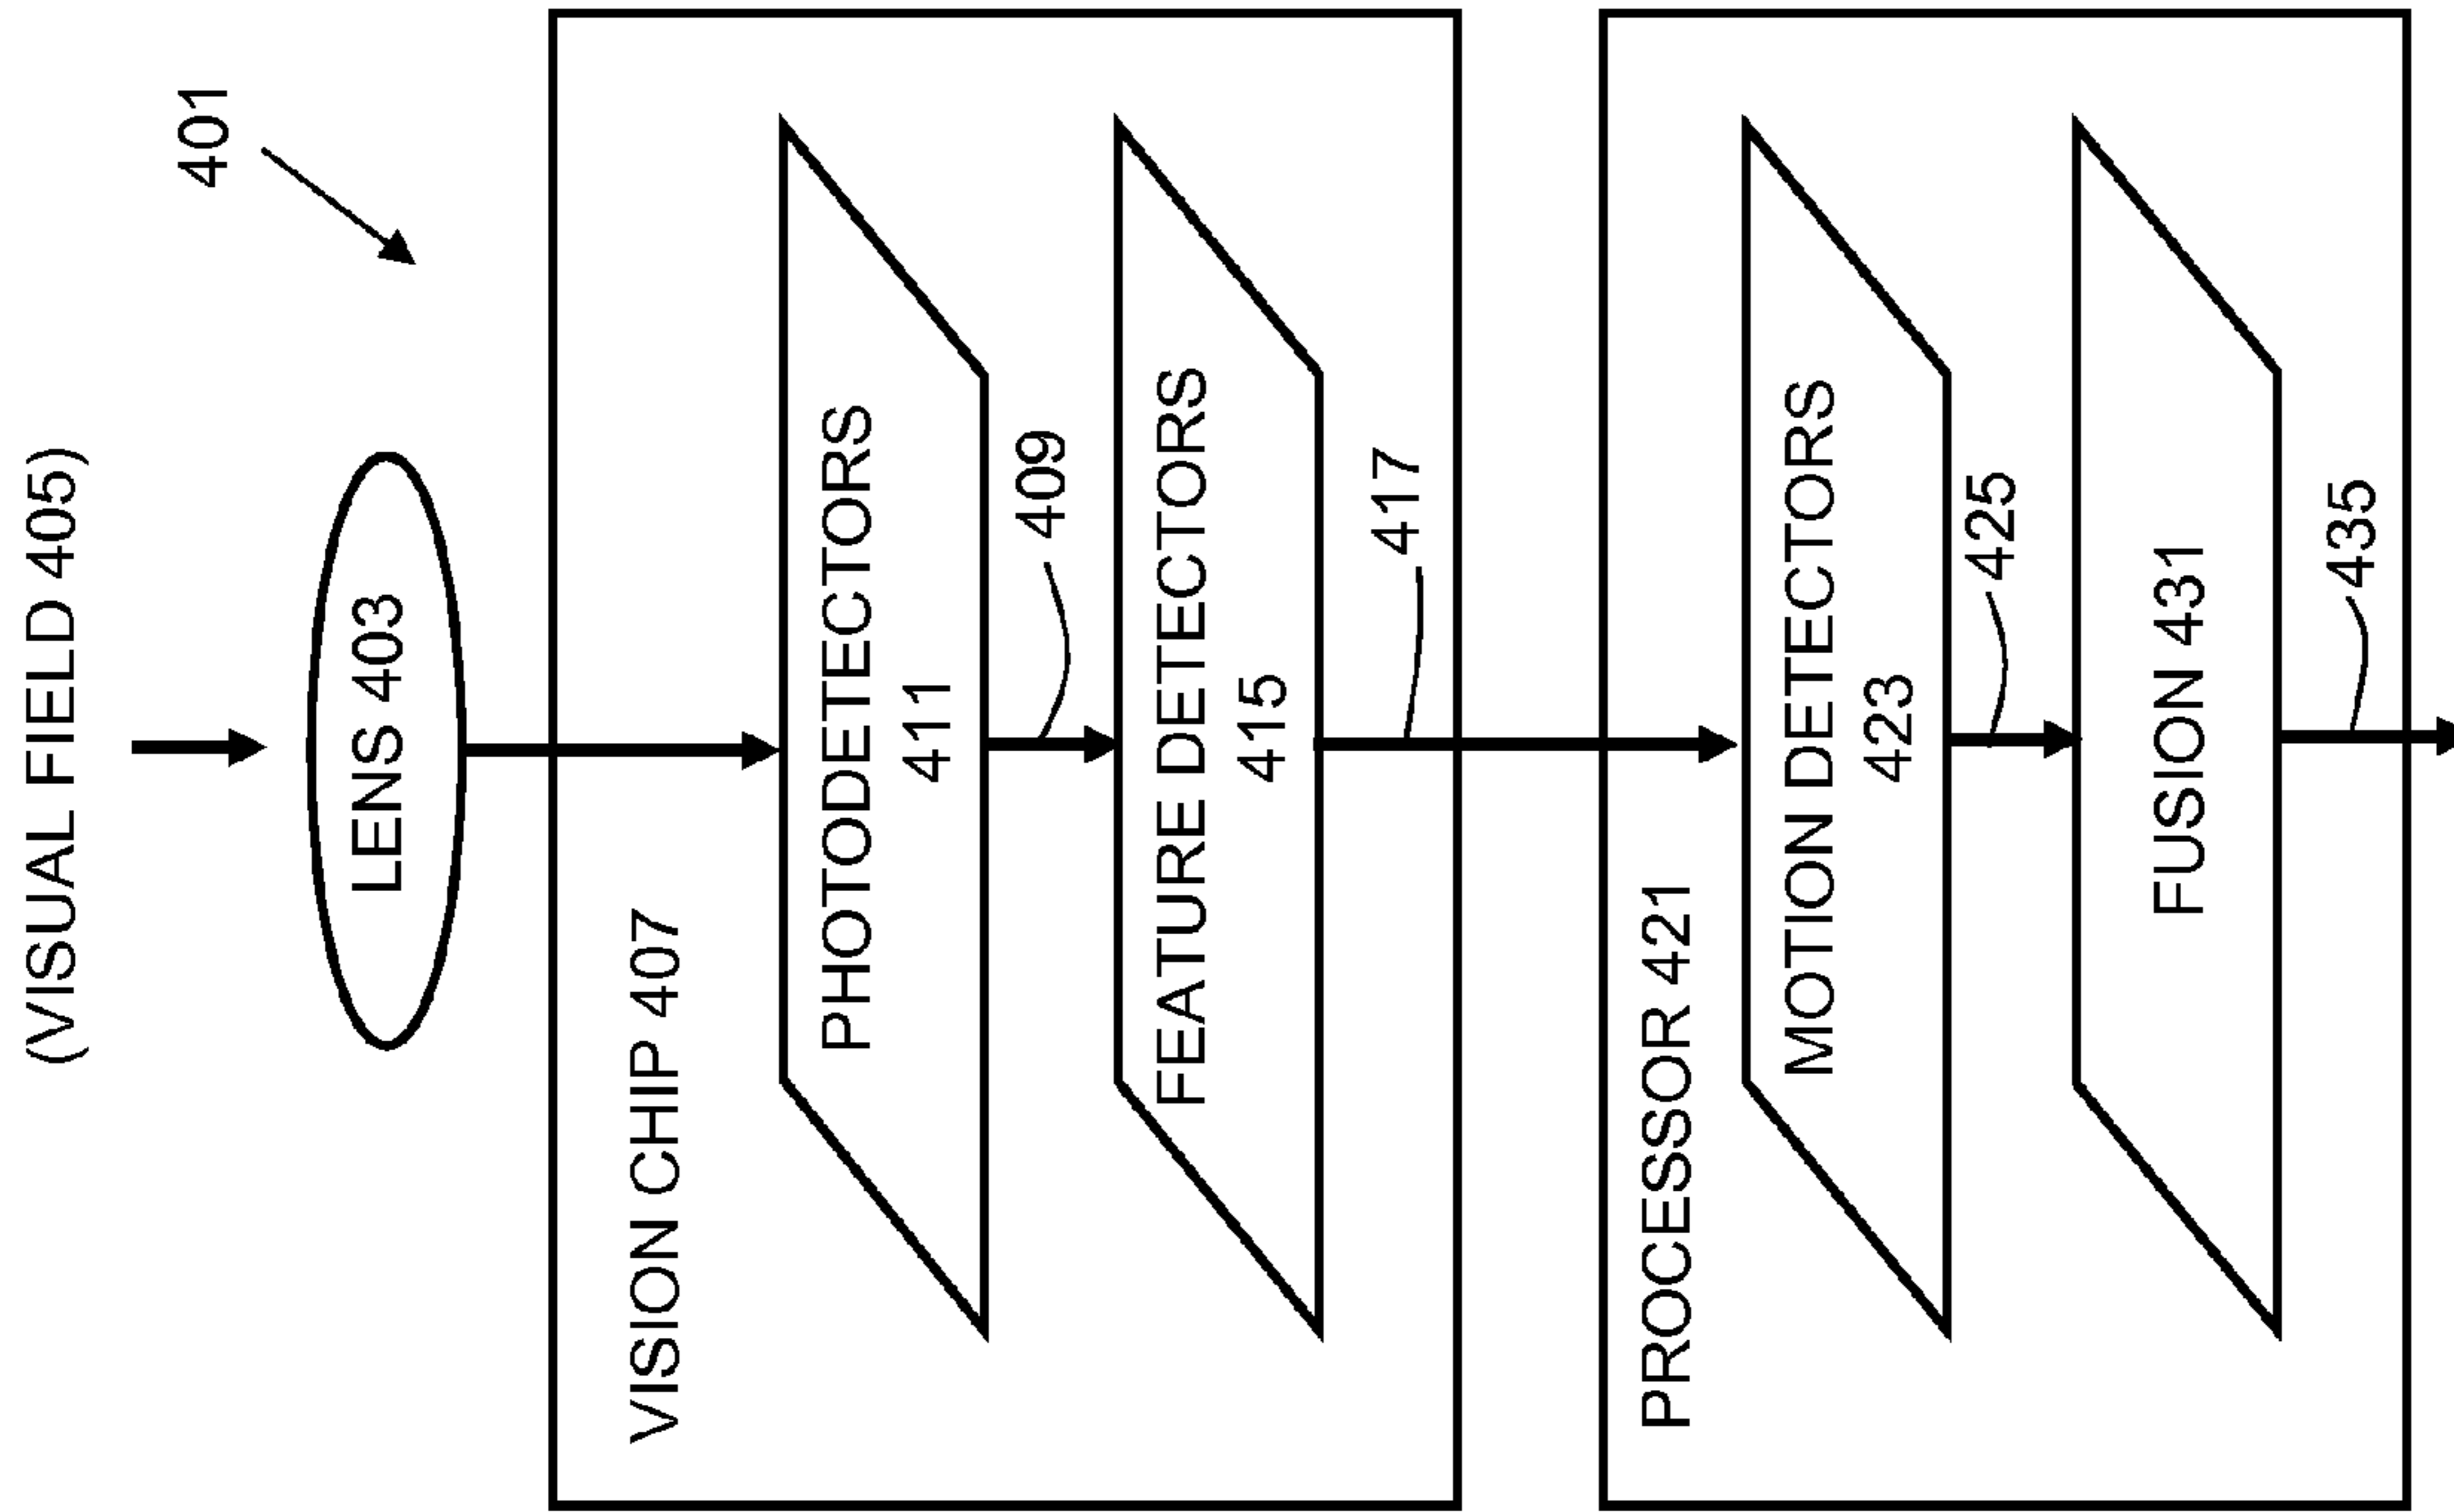 (VISUAL FIELD 405)
401
LENS 403
VISION CHIP 407
PHOTODETECTORS
411
409
FEATURE DETECTORS
415
417
PROCESSOR 421
MOTION DETECTORS
423
425
FUSION 431
435